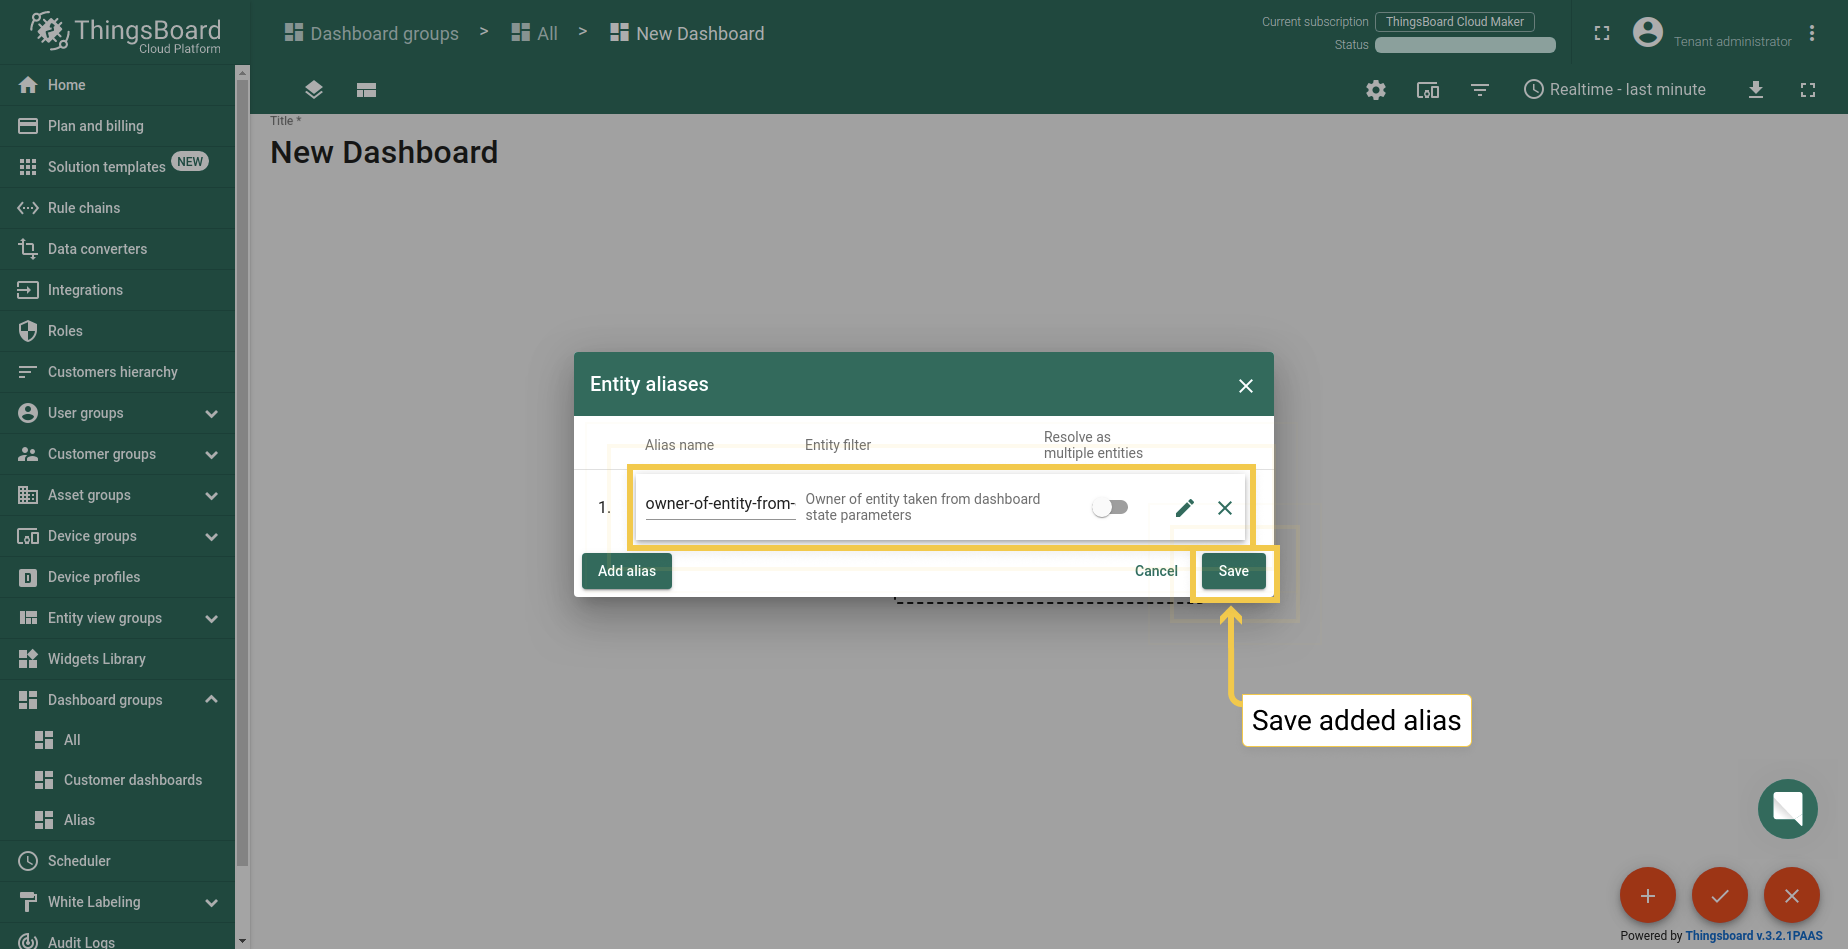 ThingsBoard
Cloud Platform
Dashboard groups > All > New Dashboard
Current subscription ThingsBoard Cloud Maker
Status
Tenant administrator
Realtime - last minute
Home
Plan and billing
Solution templates NEW
Rule chains
Data converters
Integrations
Roles
Customers hierarchy
User groups
Customer groups
Asset groups
Device groups
Device profiles
Entity view groups
Widgets Library
Dashboard groups
All
Customer dashboards
Alias
Scheduler
White Labeling
Audit Logs
Title *
New Dashboard
Entity aliases
Alias name
Entity filter
Resolve as
multiple entities
1.
owner-of-entity-from-
Owner of entity taken from dashboard
state parameters
Add alias
Cancel
Save
Save added alias
Powered by Thingsboard v.3.2.1PAAS